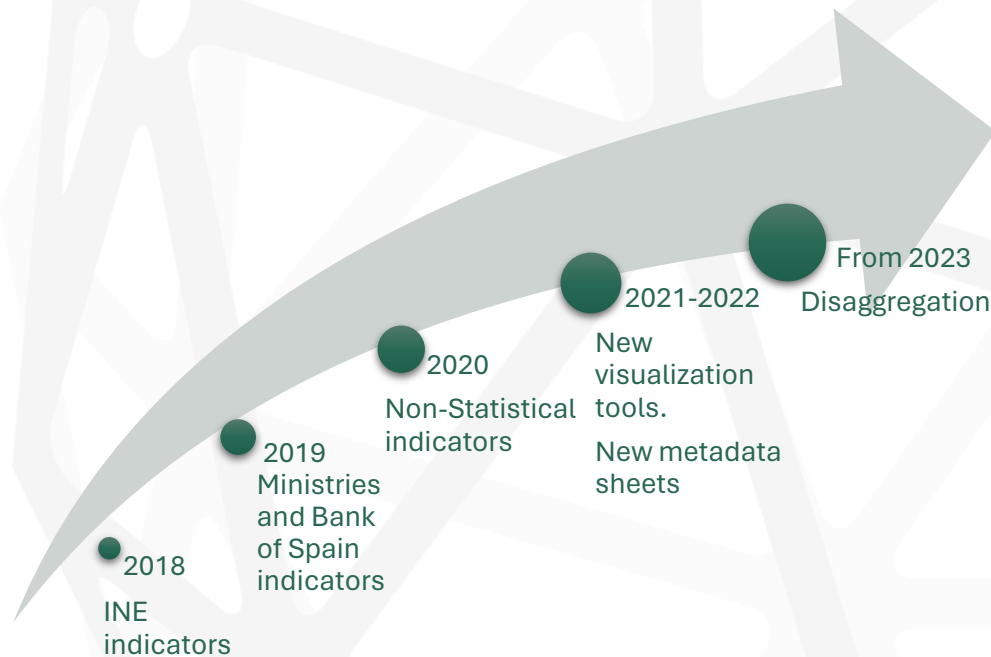 2018
INE
indicators
2019
Ministries
and Bank
of Spain
indicators
2020
Non-Statistical
indicators
2021-2022
New
visualization
tools.
New metadata
sheets
From 2023
Disaggregation